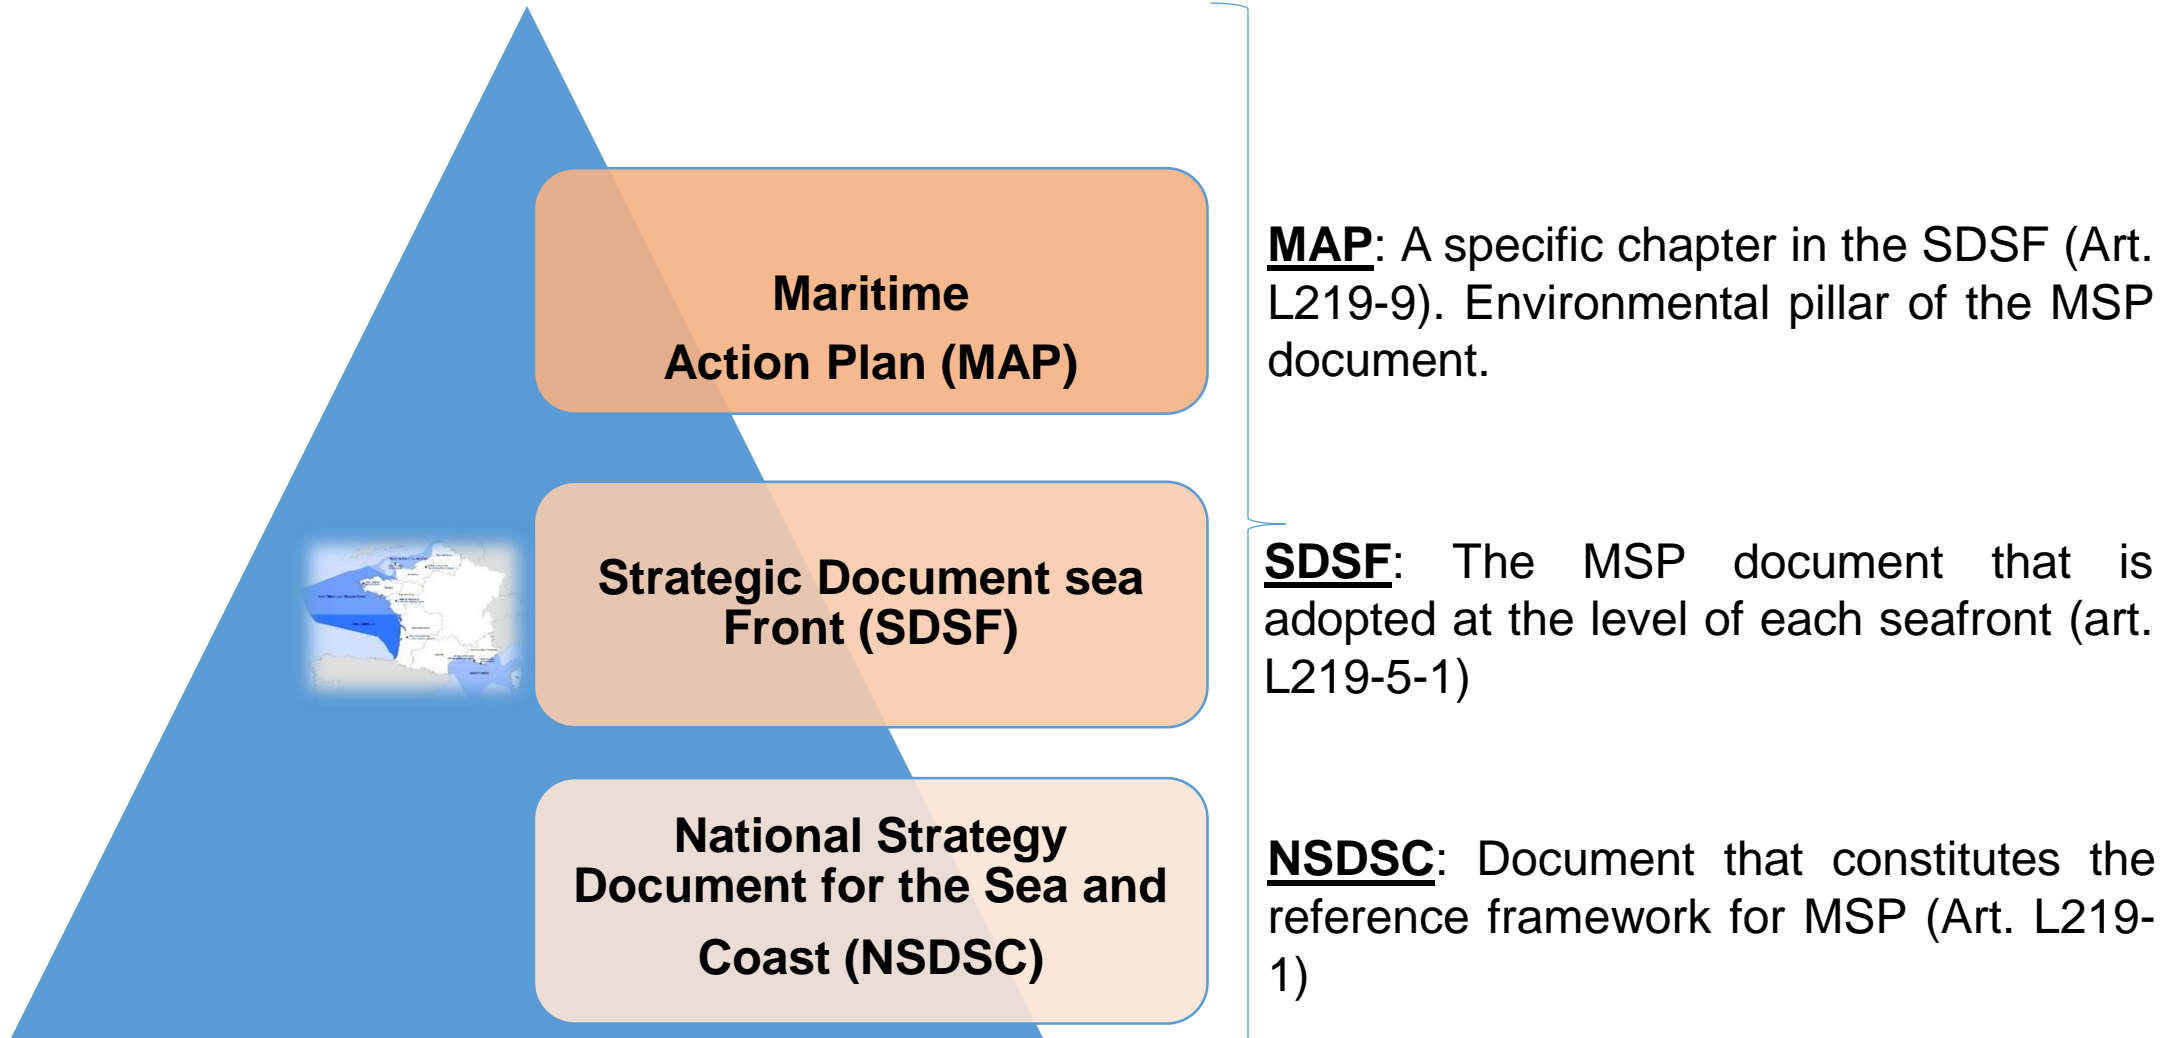 Maritime
Action Plan (MAP)
MAP: A specific chapter in the SDSF (Art.
L219-9). Environmental pillar of the MSP
document.
Strategic Document sea
Front (SDSF)
SDSF: The MSP document that is
adopted at the level of each seafront (art.
L219-5-1)
National Strategy
Document for the Sea and
Coast (NSDSC)
NSDSC: Document that constitutes the
reference framework for MSP (Art. L219-
1)